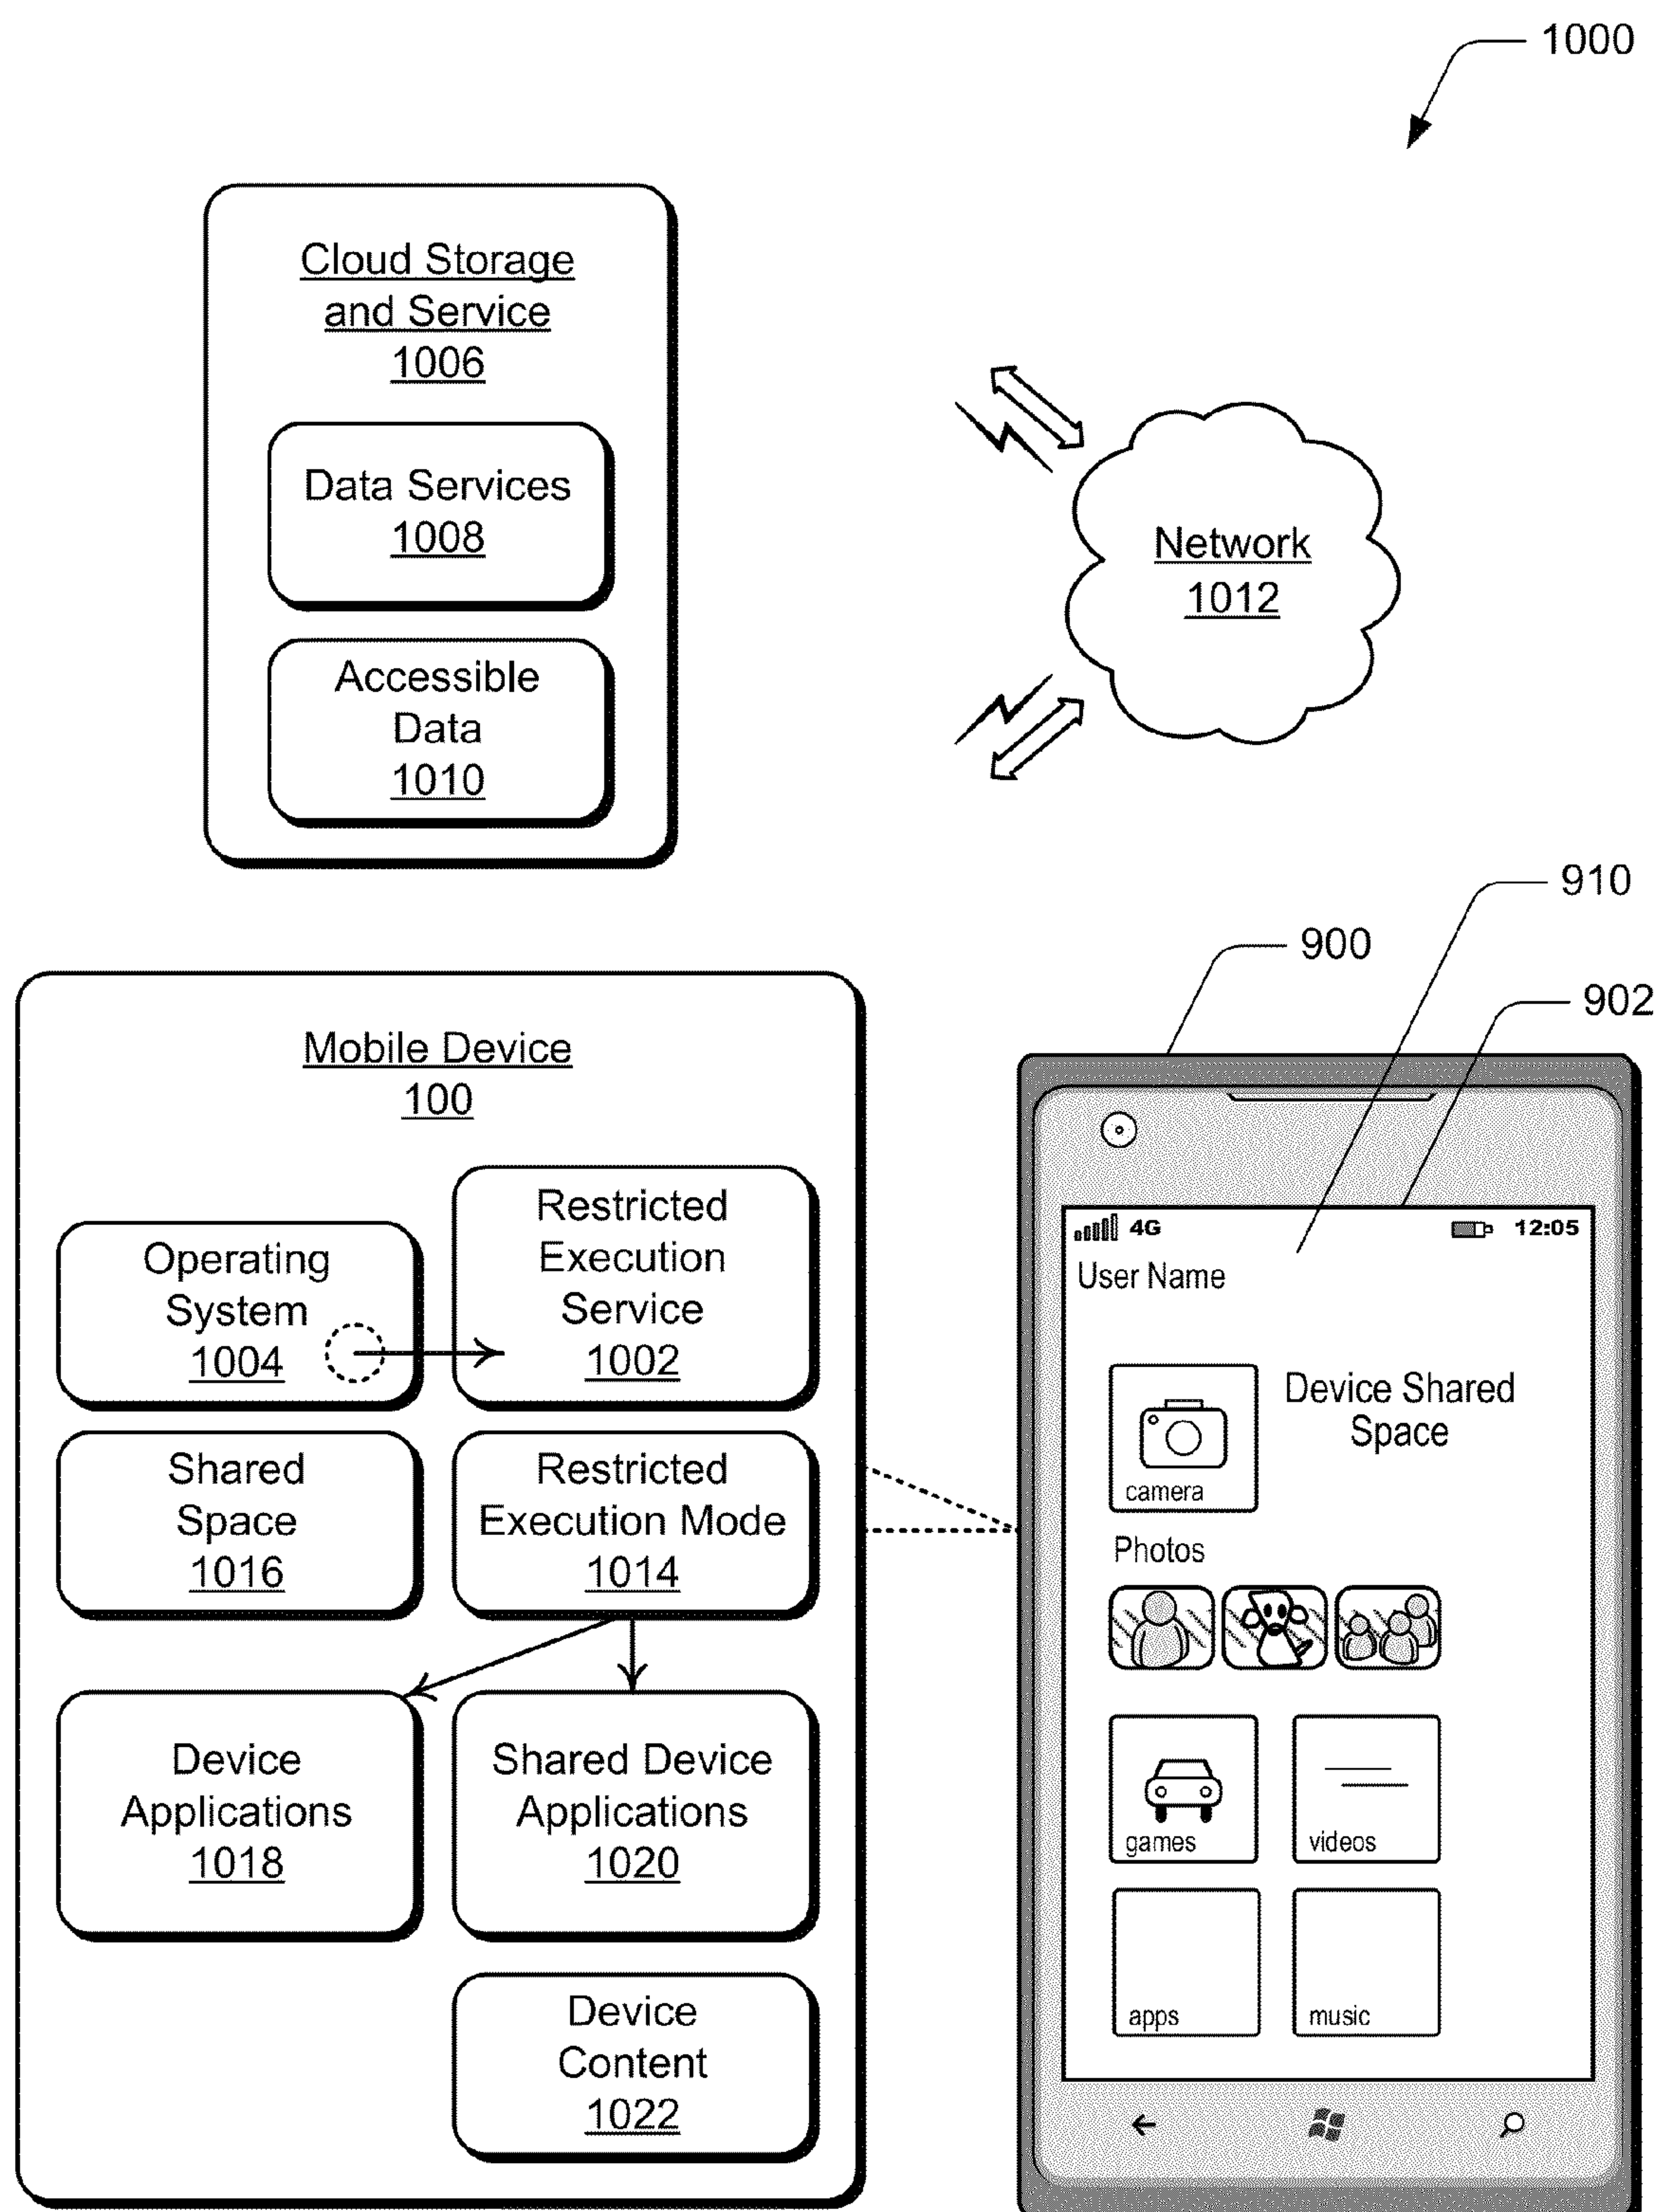 1000
Cloud Storage
and Service
1006
Data Services
1008
Accessible
Data
1010
Network
1012
910
900
902
Mobile Device
100
Operating
System
1004
Restricted
Execution
Service
1002
Shared
Space
1016
Restricted
Execution Mode
1014
Device
Applications
1018
Shared Device
Applications
1020
Device
Content
1022
4G 12:05
User Name
Device Shared
Space
camera
Photos
games
videos
apps
music